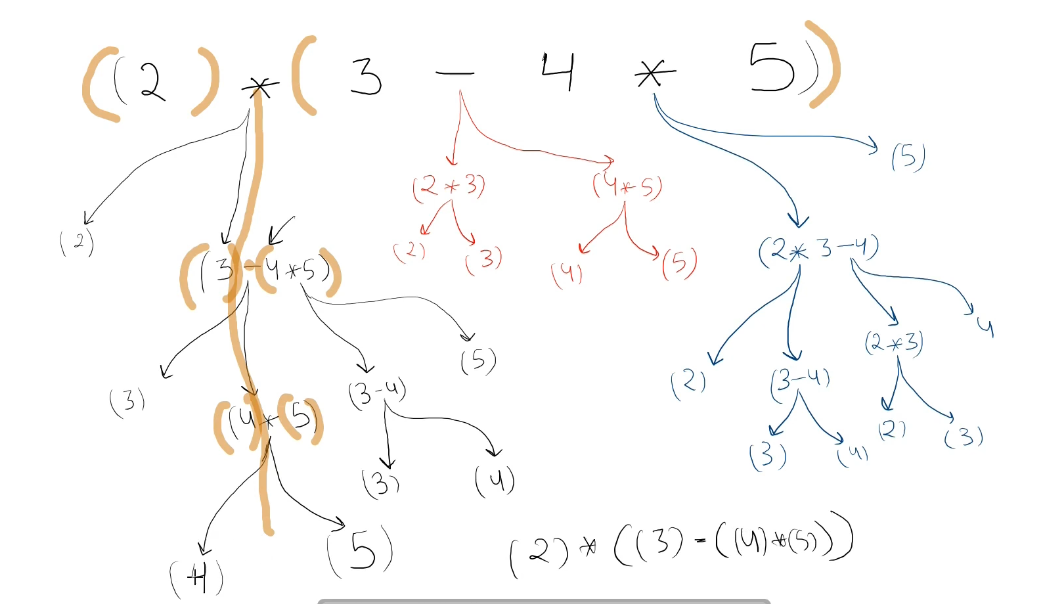 ((2) * (3 - 4 * 5))
(5)
(2*3) (4*5)
(2) (2) (3) (2*3-4)
(3-4*5) (4) (5)
(3) (5) (2*3) 4
(3-4) (2) (3-4)
(4*5) (2) (3)
(3) (4) (3) (4)
(4) (5) (2)*((3)-((4)*(5)))